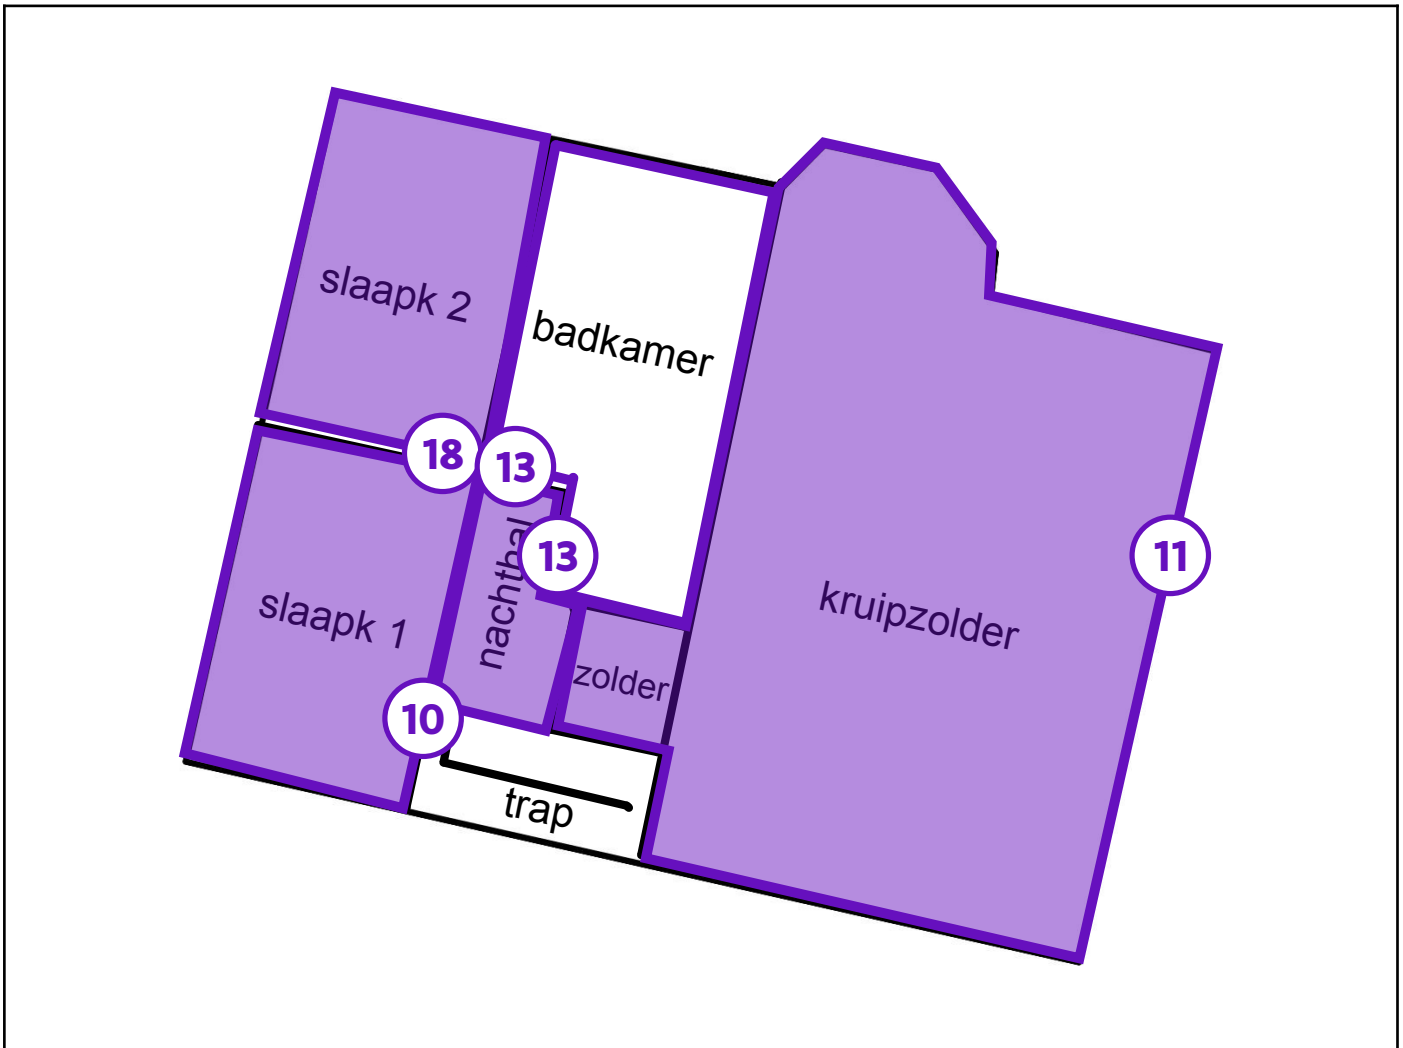 slaapk 2
badkamer
18
13
13
11
nachthal
slaapk 1
kruipzolder
zolder
10
trap